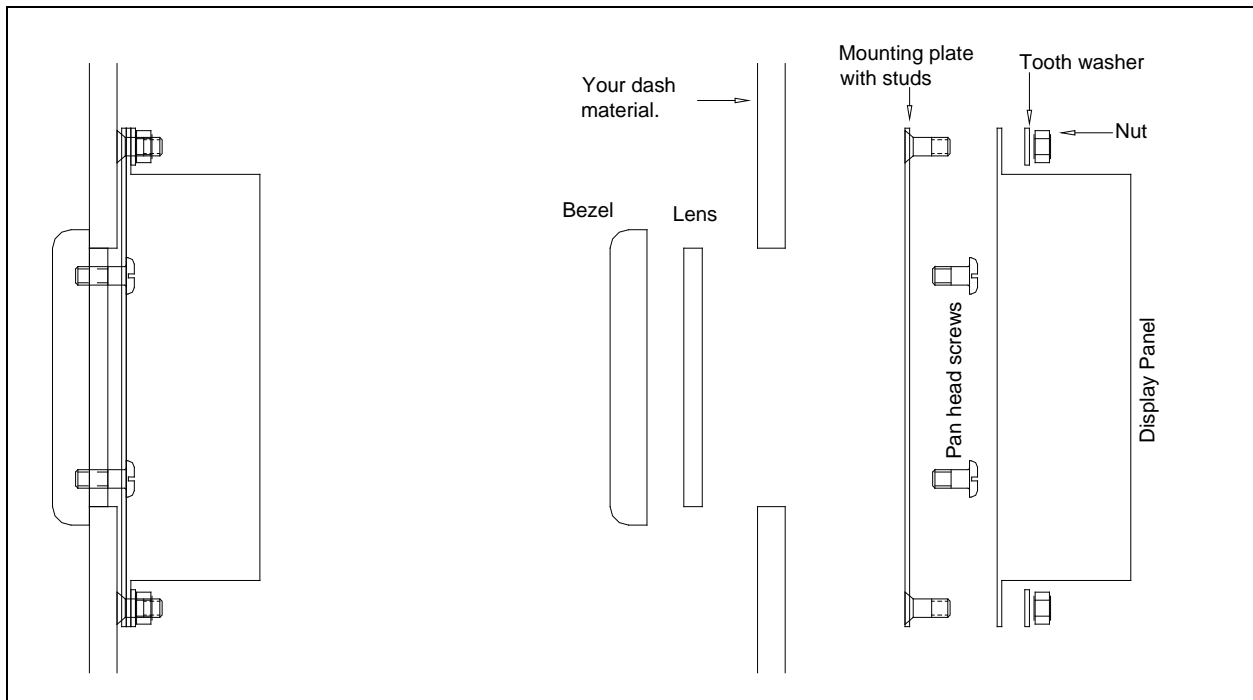 Your dash
material.
Mounting plate
with studs
Tooth washer
Nut
Bezel
Lens
Pan head screws
Display Panel